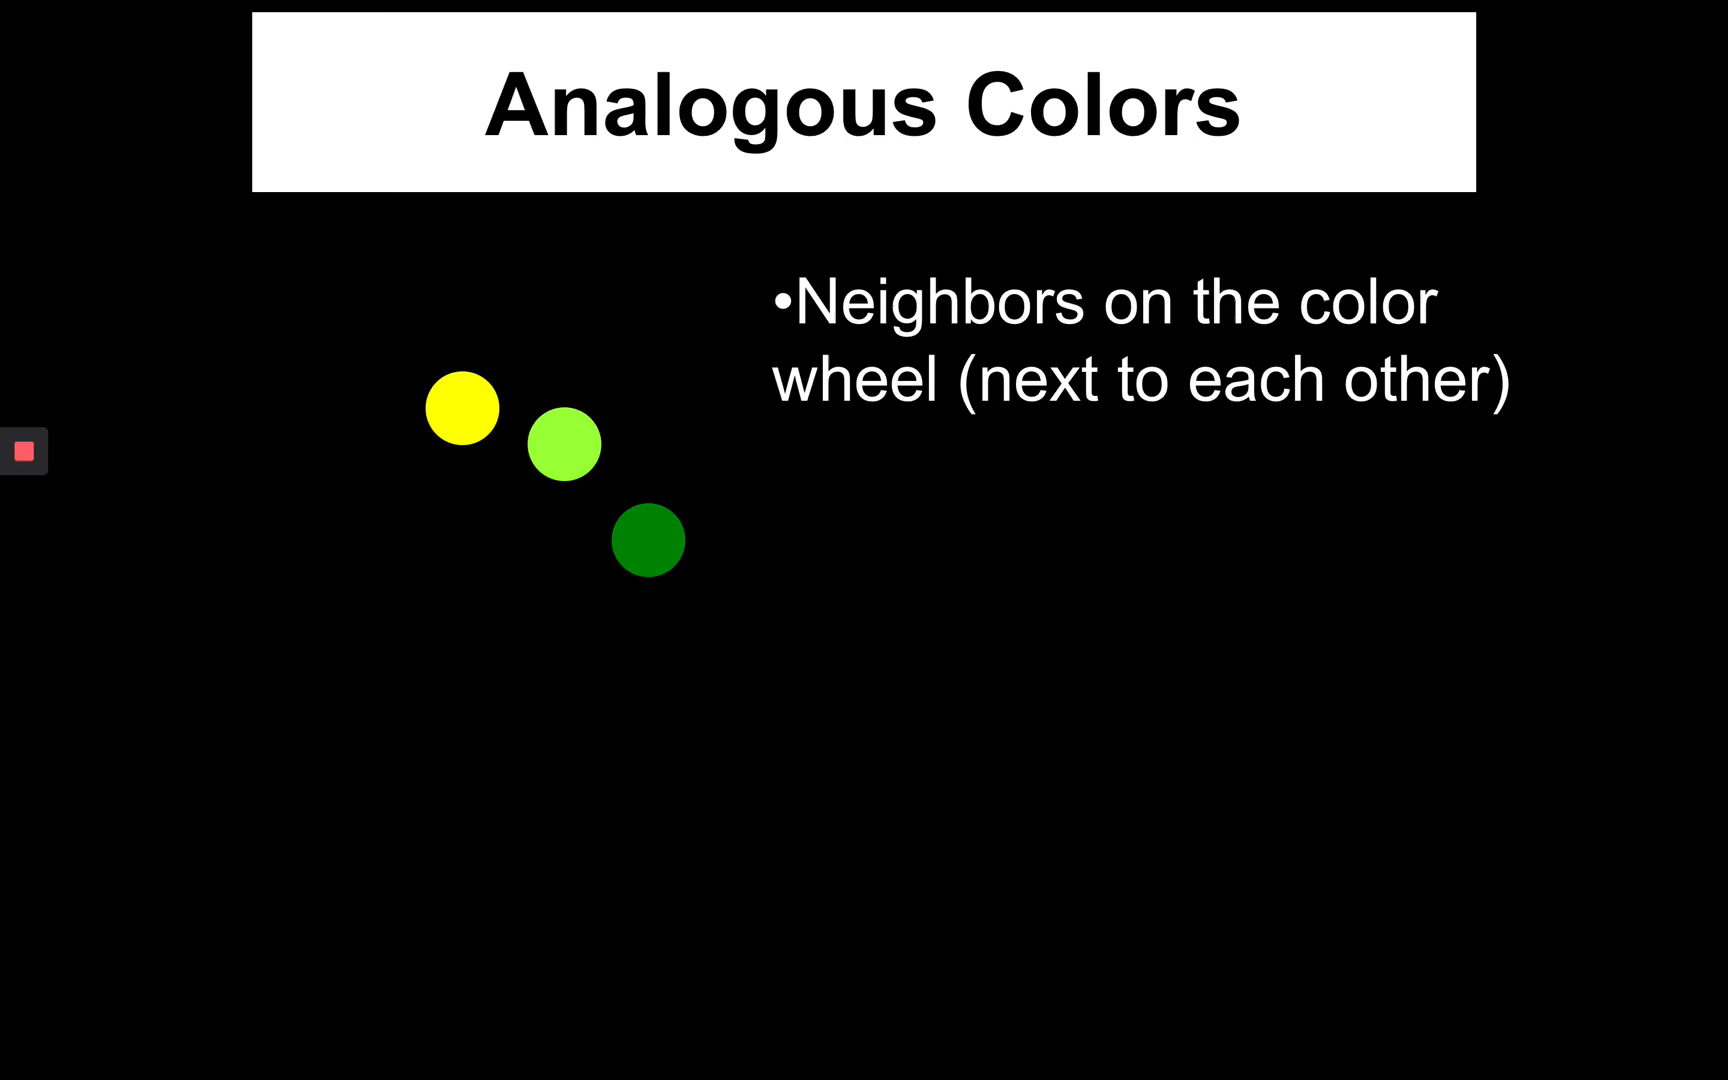 Analogous Colors
•Neighbors on the color
wheel (next to each other)